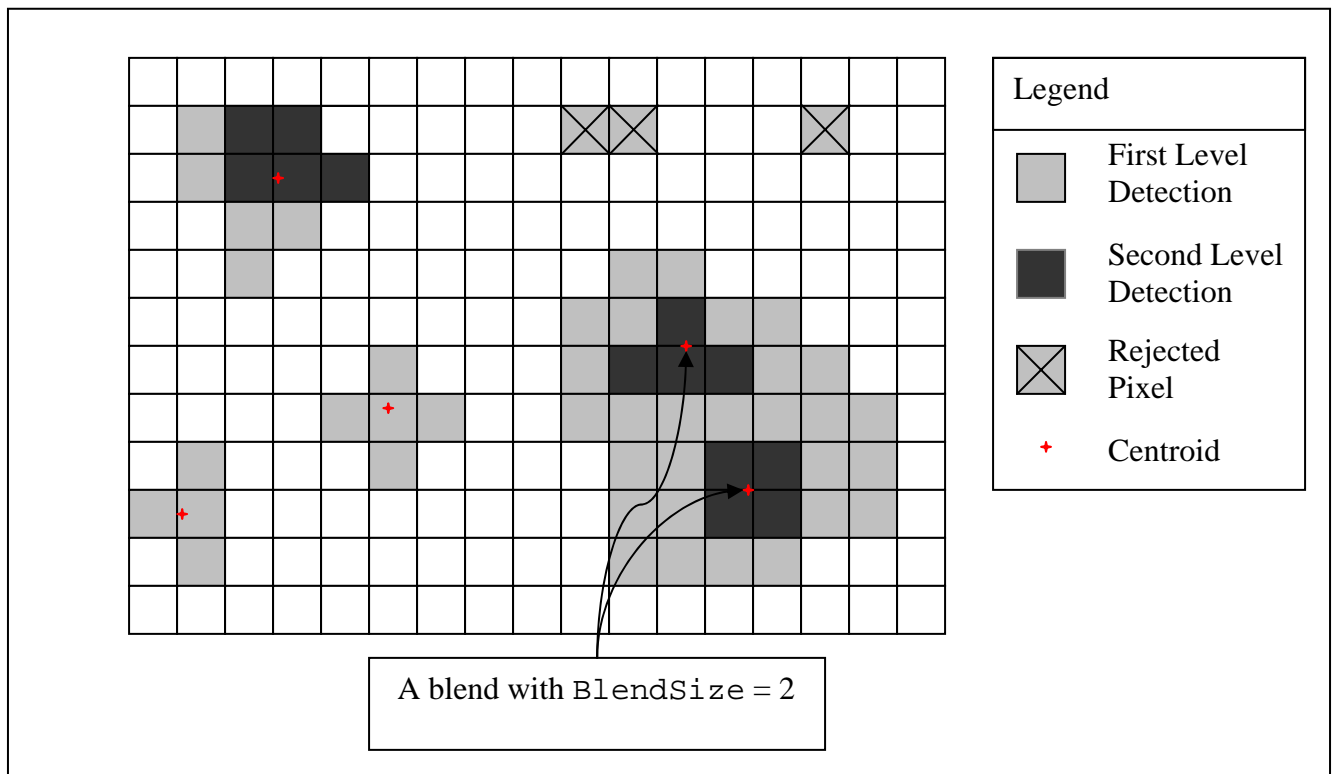 Legend
First Level
Detection
Second Level
Detection
Rejected
Pixel
Centroid
A blend with BlendSize = 2